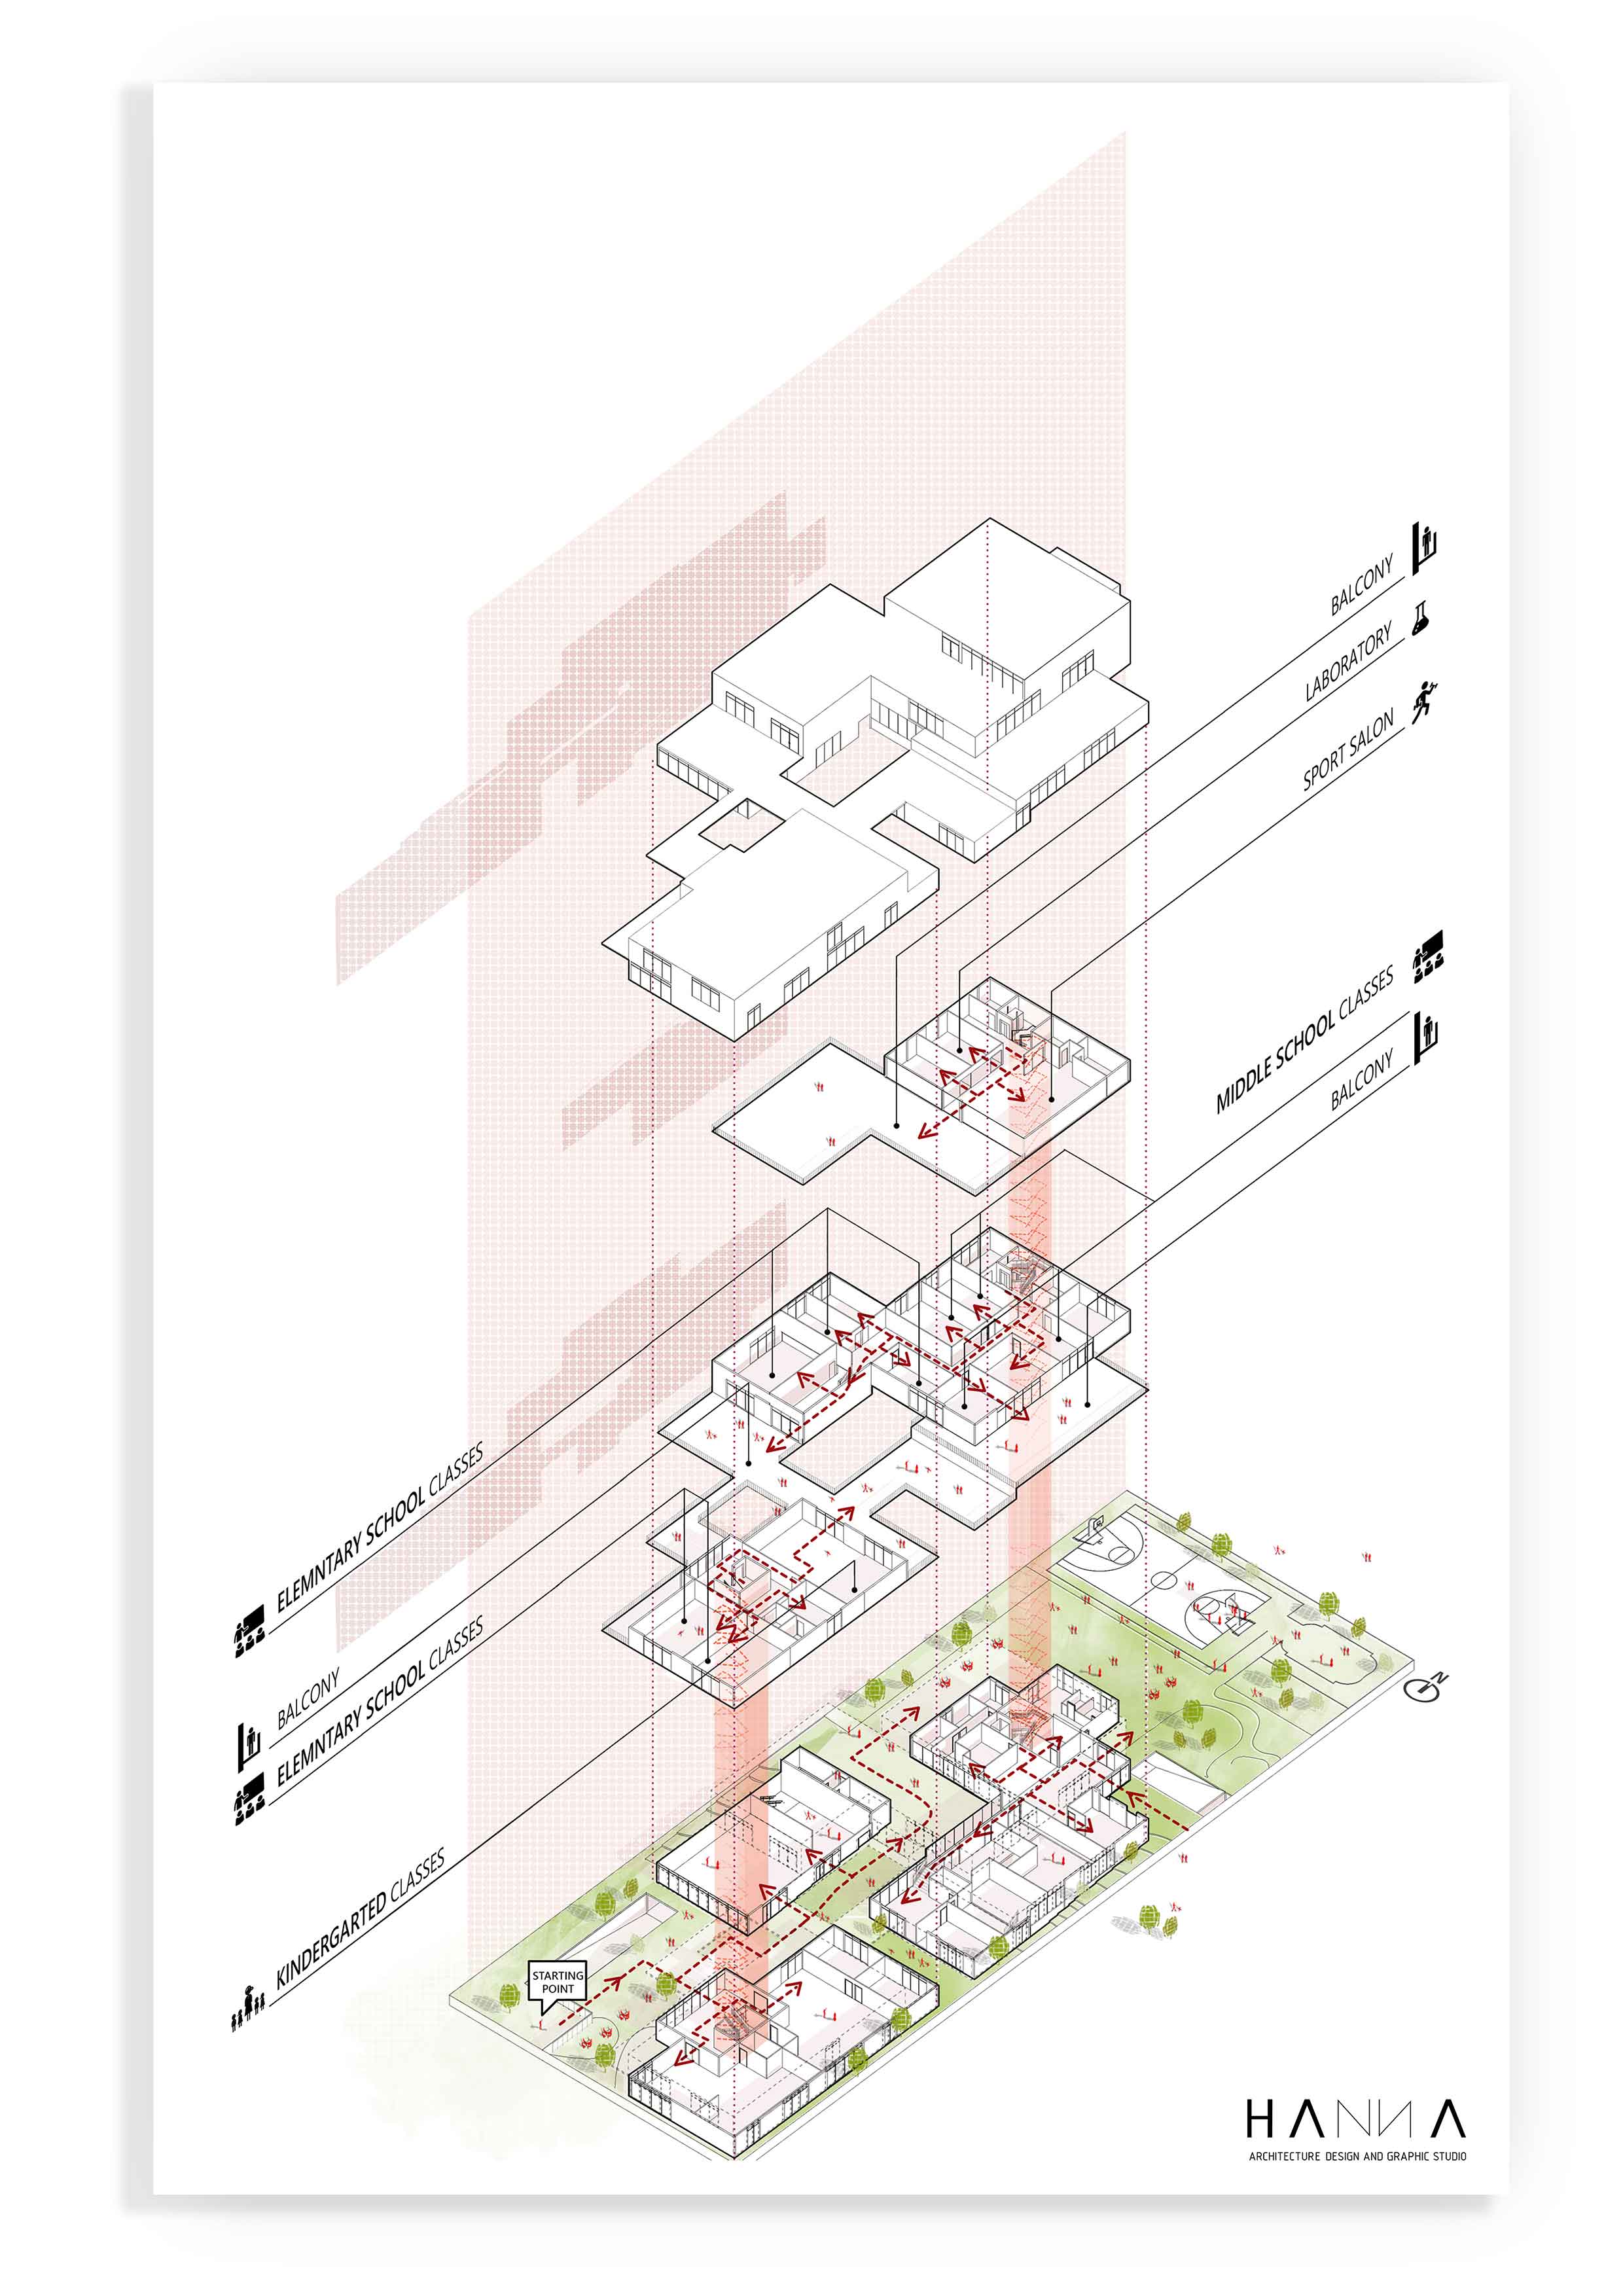 BALCONY
LABORATORY
SPORT SALON
MIDDLE SCHOOL CLASSES
BALCONY
ELEMNTARY SCHOOL CLASSES
BALCONY
ELEMNTARY SCHOOL CLASSES
KINDERGARTED CLASSES
STARTING
POINT
N
HANNA
ARCHITECTURE DESIGN AND GRAPHIC STUDIO